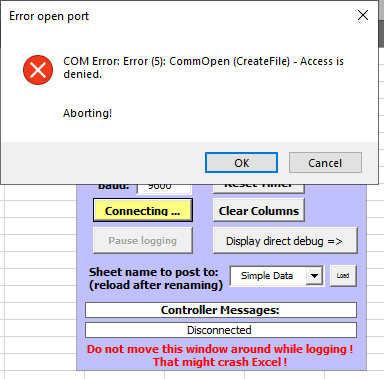 Error open port
COM Error: Error (5): CommOpen (CreateFile) - Access is
denied.
Aborting!
OK
Cancel
Baud:
9600
Reset Timer
Connecting ...
Clear Columns
Pause logging
Display direct debug =>
Sheet name to post to:
(reload after renaming)
Simple Data
Load
Controller Messages:
Disconnected
Do not move this window around while logging !
That might crash Excel !